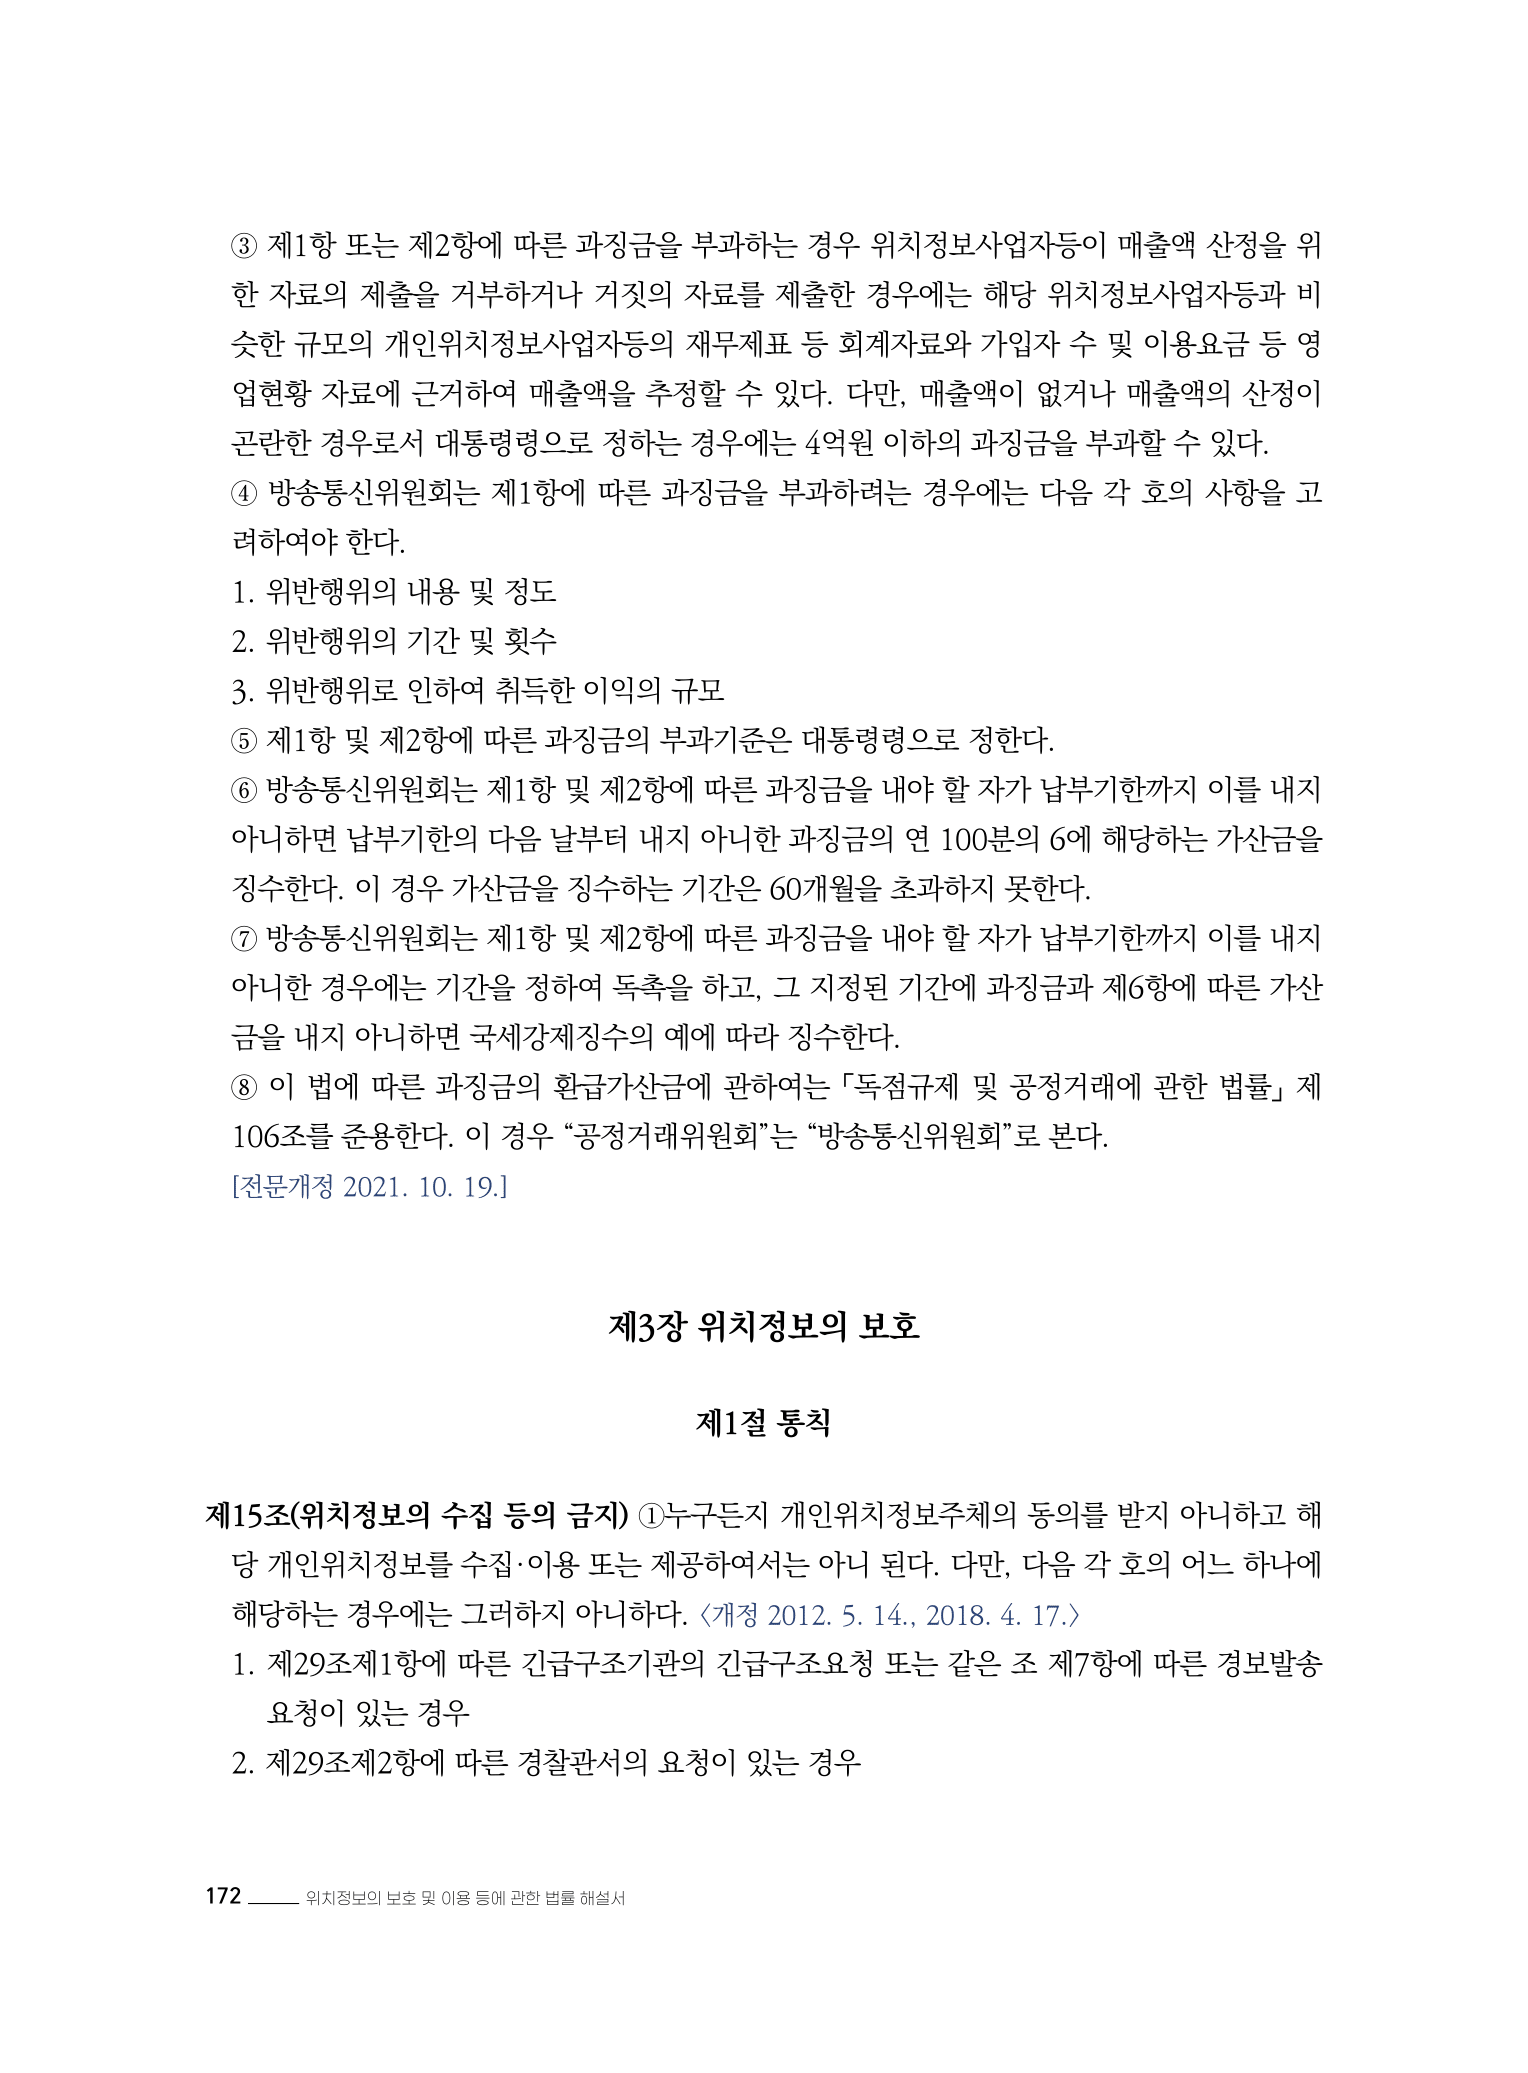 ③ 제1항 또는 제2항에 따른 과징금을 부과하는 경우 위치정보사업자등이 매출액 산정을 위
한 자료의 제출을 거부하거나 거짓의 자료를 제출한 경우에는 해당 위치정보사업자등과 비
슷한 규모의 개인위치정보사업자등의 재무제표 등 회계자료와 가입자 수 및 이용요금 등 영
업현황 자료에 근거하여 매출액을 추정할 수 있다. 다만, 매출액이 없거나 매출액의 산정이
곤란한 경우로서 대통령령으로 정하는 경우에는 4억원 이하의 과징금을 부과할 수 있다.
④ 방송통신위원회는 제1항에 따른 과징금을 부과하려는 경우에는 다음 각 호의 사항을 고
려하여야 한다.
1. 위반행위의 내용 및 정도
2. 위반행위의 기간 및 횟수
3. 위반행위로 인하여 취득한 이익의 규모
⑤ 제1항 및 제2항에 따른 과징금의 부과기준은 대통령령으로 정한다.
⑥ 방송통신위원회는 제1항 및 제2항에 따른 과징금을 내야 할 자가 납부기한까지 이를 내지
아니하면 납부기한의 다음 날부터 내지 아니한 과징금의 연 100분의 6에 해당하는 가산금을
징수한다. 이 경우 가산금을 징수하는 기간은 60개월을 초과하지 못한다.
⑦ 방송통신위원회는 제1항 및 제2항에 따른 과징금을 내야 할 자가 납부기한까지 이를 내지
아니한 경우에는 기간을 정하여 독촉을 하고, 그 지정된 기간에 과징금과 제6항에 따른 가산
금을 내지 아니하면 국세강제징수의 예에 따라 징수한다.
⑧ 이 법에 따른 과징금의 환급가산금에 관하여는 「독점규제 및 공정거래에 관한 법률」 제
106조를 준용한다. 이 경우 “공정거래위원회”는 “방송통신위원회”로 본다.
[전문개정 2021. 10. 19.]
제3장 위치정보의 보호
제1절 통칙
제15조(위치정보의 수집 등의 금지) ①누구든지 개인위치정보주체의 동의를 받지 아니하고 해
당 개인위치정보를 수집·이용 또는 제공하여서는 아니 된다. 다만, 다음 각 호의 어느 하나에
해당하는 경우에는 그러하지 아니하다. 〈개정 2012. 5. 14., 2018. 4. 17.〉
1. 제29조제1항에 따른 긴급구조기관의 긴급구조요청 또는 같은 조 제7항에 따른 경보발송
요청이 있는 경우
2. 제29조제2항에 따른 경찰관서의 요청이 있는 경우
172 위치정보의 보호 및 이용 등에 관한 법률 해설서